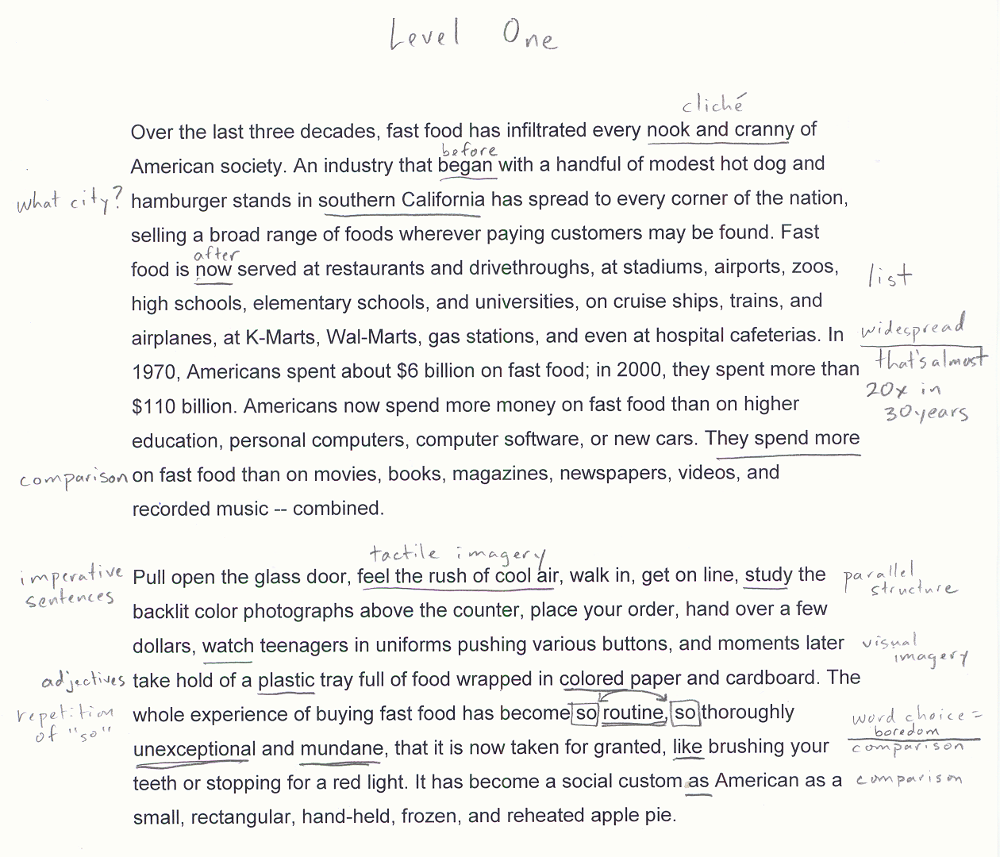 Level One
cliché
Over the last three decades, fast food has infiltrated every nook and cranny of
before
American society. An industry that began with a handful of modest hot dog and
what city? hamburger stands in southern California has spread to every corner of the nation,
selling a broad range of foods wherever paying customers may be found. Fast
after
food is now served at restaurants and drivethroughs, at stadiums, airports, zoos,
list
high schools, elementary schools, and universities, on cruise ships, trains, and
airplanes, at K-Marts, Wal-Marts, gas stations, and even at hospital cafeterias. In widespread
1970, Americans spent about $6 billion on fast food; in 2000, they spent more than that's almost
20x in
$110 billion. Americans now spend more money on fast food than on higher 30 years
education, personal computers, computer software, or new cars. They spend more
comparison on fast food than on movies, books, magazines, newspapers, videos, and
recorded music -- combined.
tactile imagery
imperative Pull open the glass door, feel the rush of cool air, walk in, get on line, study the parallel
sentences structure
backlit color photographs above the counter, place your order, hand over a few
dollars, watch teenagers in uniforms pushing various buttons, and moments later visual
imagery
adjectives take hold of a plastic tray full of food wrapped in colored paper and cardboard. The
repetition whole experience of buying fast food has become so routine, so thoroughly word choice =
of "so" boredom
unexceptional and mundane, that it is now taken for granted, like brushing your comparison
teeth or stopping for a red light. It has become a social custom as American as a comparison
small, rectangular, hand-held, frozen, and reheated apple pie.